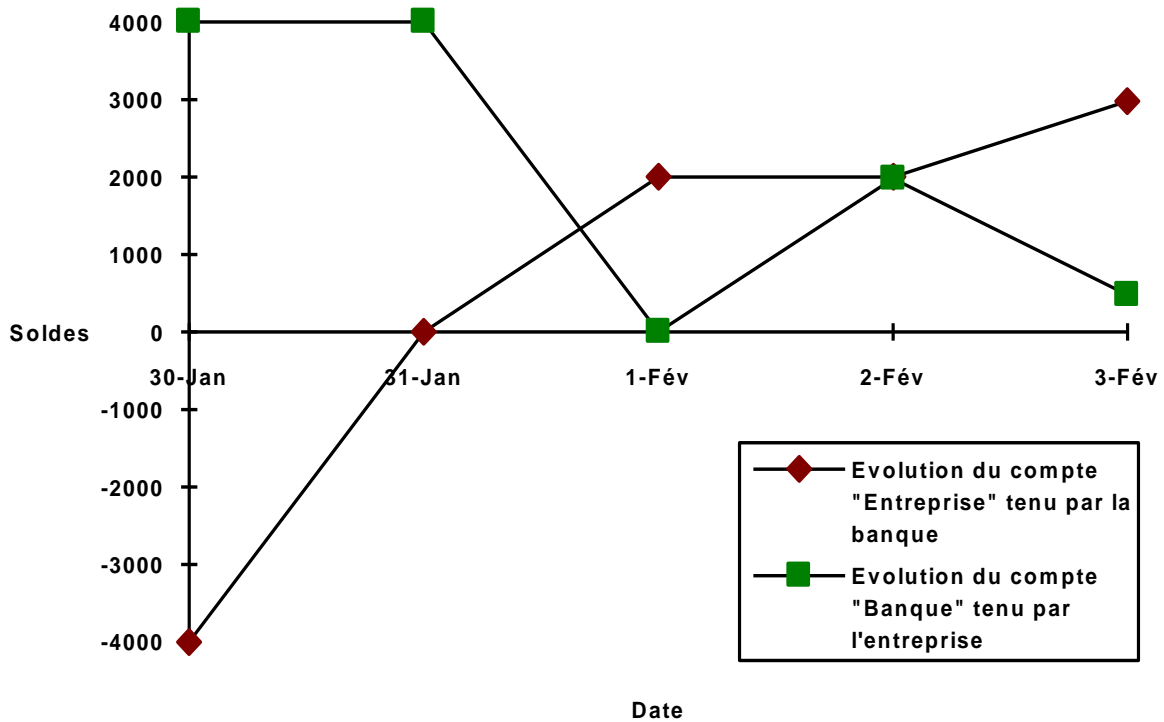 4000
3000
2000
1000
Soldes
0
30-Jan
31-Jan
1-Fév
2-Fév
3-Fév
-1000
-2000
-3000
-4000
Evolution du compte
"Entreprise" tenu par la
banque
Evolution du compte
"Banque" tenu par
l'entreprise
Date